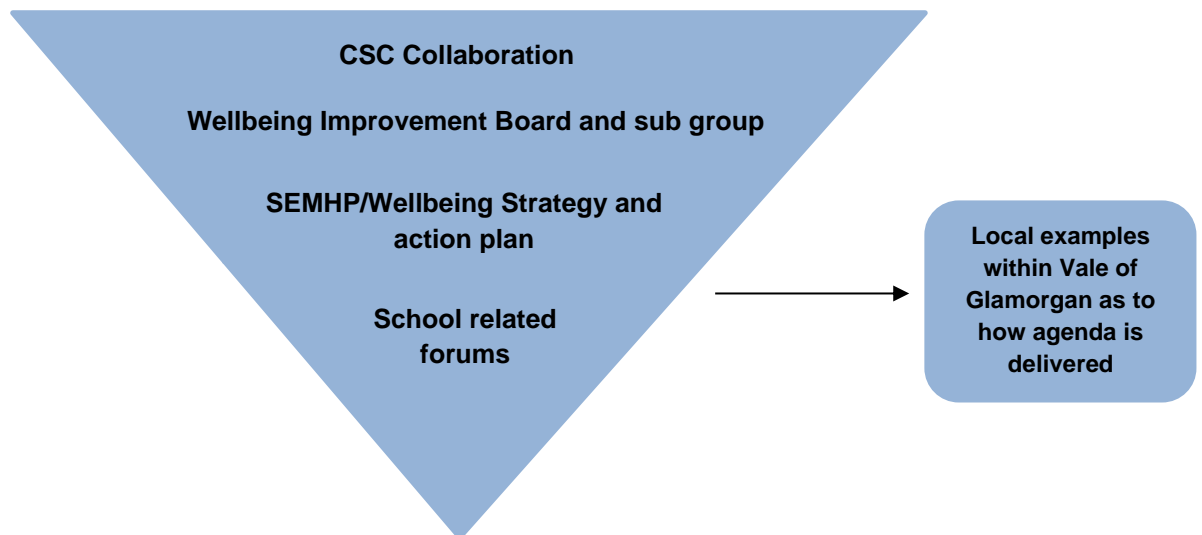 CSC Collaboration
Wellbeing Improvement Board and sub group
SEMHP/Wellbeing Strategy and
action plan
School related
forums
Local examples
within Vale of
Glamorgan as to
how agenda is
delivered